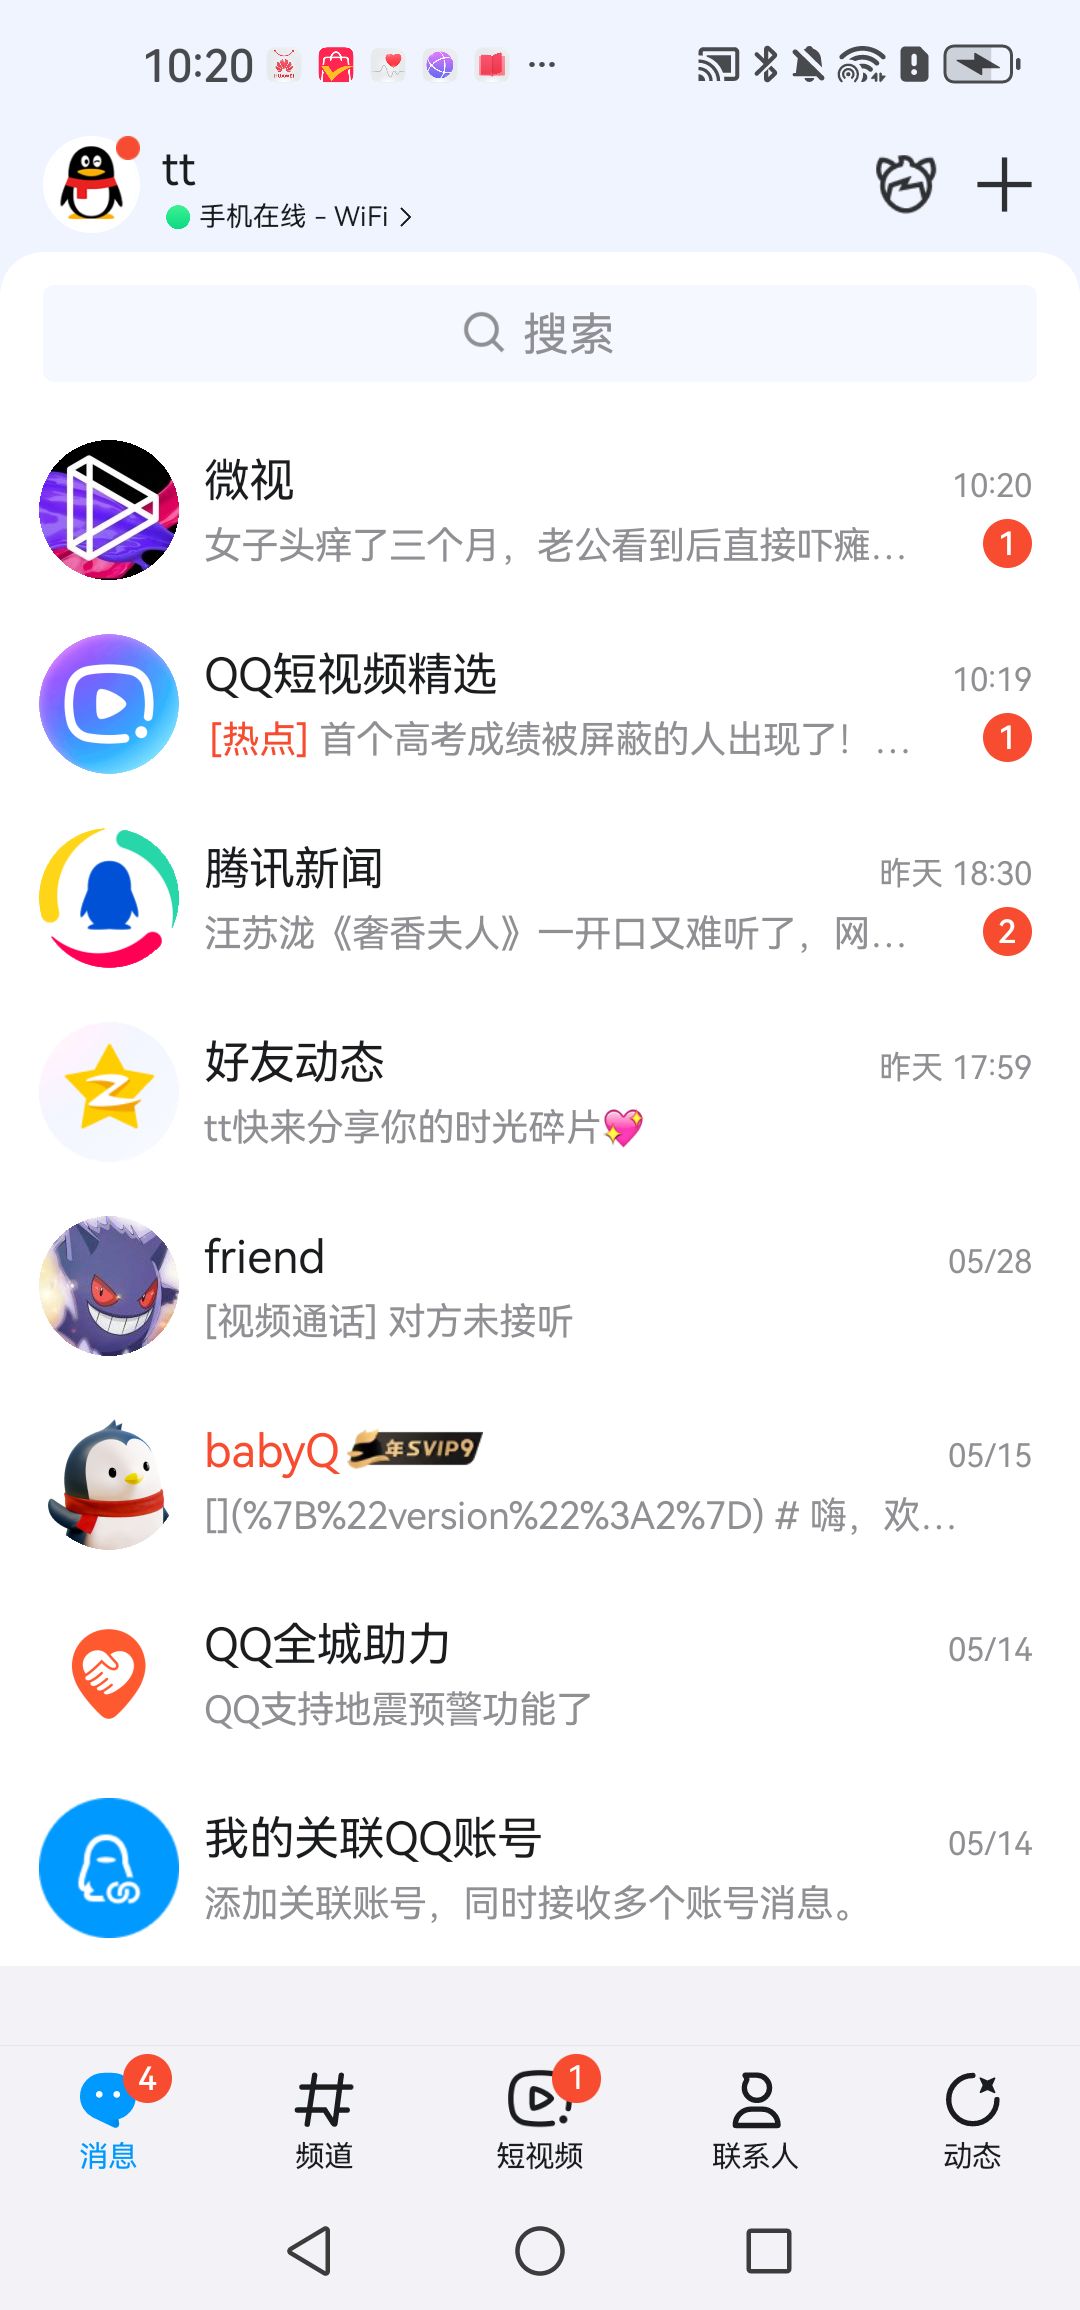 10:20
tt
手机在线 - WiFi
搜索
微视
10:20
女子头痒了三个月，老公看到后直接吓瘫...
1
QQ短视频精选
10:19
[热点] 首个高考成绩被屏蔽的人出现了！...
1
腾讯新闻
昨天 18:30
汪苏泷《奢香夫人》一开口又难听了，网...
2
好友动态
昨天 17:59
tt快来分享你的时光碎片💖
friend
05/28
[视频通话] 对方未接听
babyQ 年SVIP9
05/15
[](%7B%22version%22%3A2%7D) # 嗨，欢...
QQ全城助力
05/14
QQ支持地震预警功能了
我的关联QQ账号
05/14
添加关联账号，同时接收多个账号消息。
4
1
消息
频道
短视频
联系人
动态